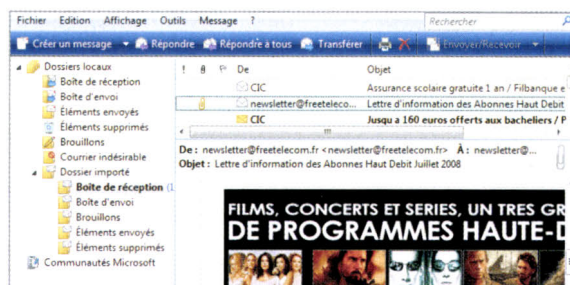 Fichier Edition Affichage Outils Message ? Rechercher
Créer un message Répondre Répondre à tous Transférer Envoyer/Recevoir
Dossiers locaux
Boîte de réception
Boîte d'envoi
Éléments envoyés
Éléments supprimés
Brouillons
Courrier indésirable
Dossier importé
Boîte de réception (1
Boîte d'envoi
Brouillons
Éléments envoyés
Éléments supprimés
Communautés Microsoft
! De Objet
CIC Assurance scolaire gratuite 1 an / Filbanque e
newsletter@freeteleco... Lettre d'information des Abonnes Haut Debit
CIC Jusqu a 160 euros offerts aux bacheliers / P
De : newsletter@freetelecom.fr <newsletter@freetelecom.fr> À : newsletter@...
Objet : Lettre d'information des Abonnes Haut Debit Juillet 2008
FILMS, CONCERTS ET SERIES, UN TRES GR
DE PROGRAMMES HAUTE-D